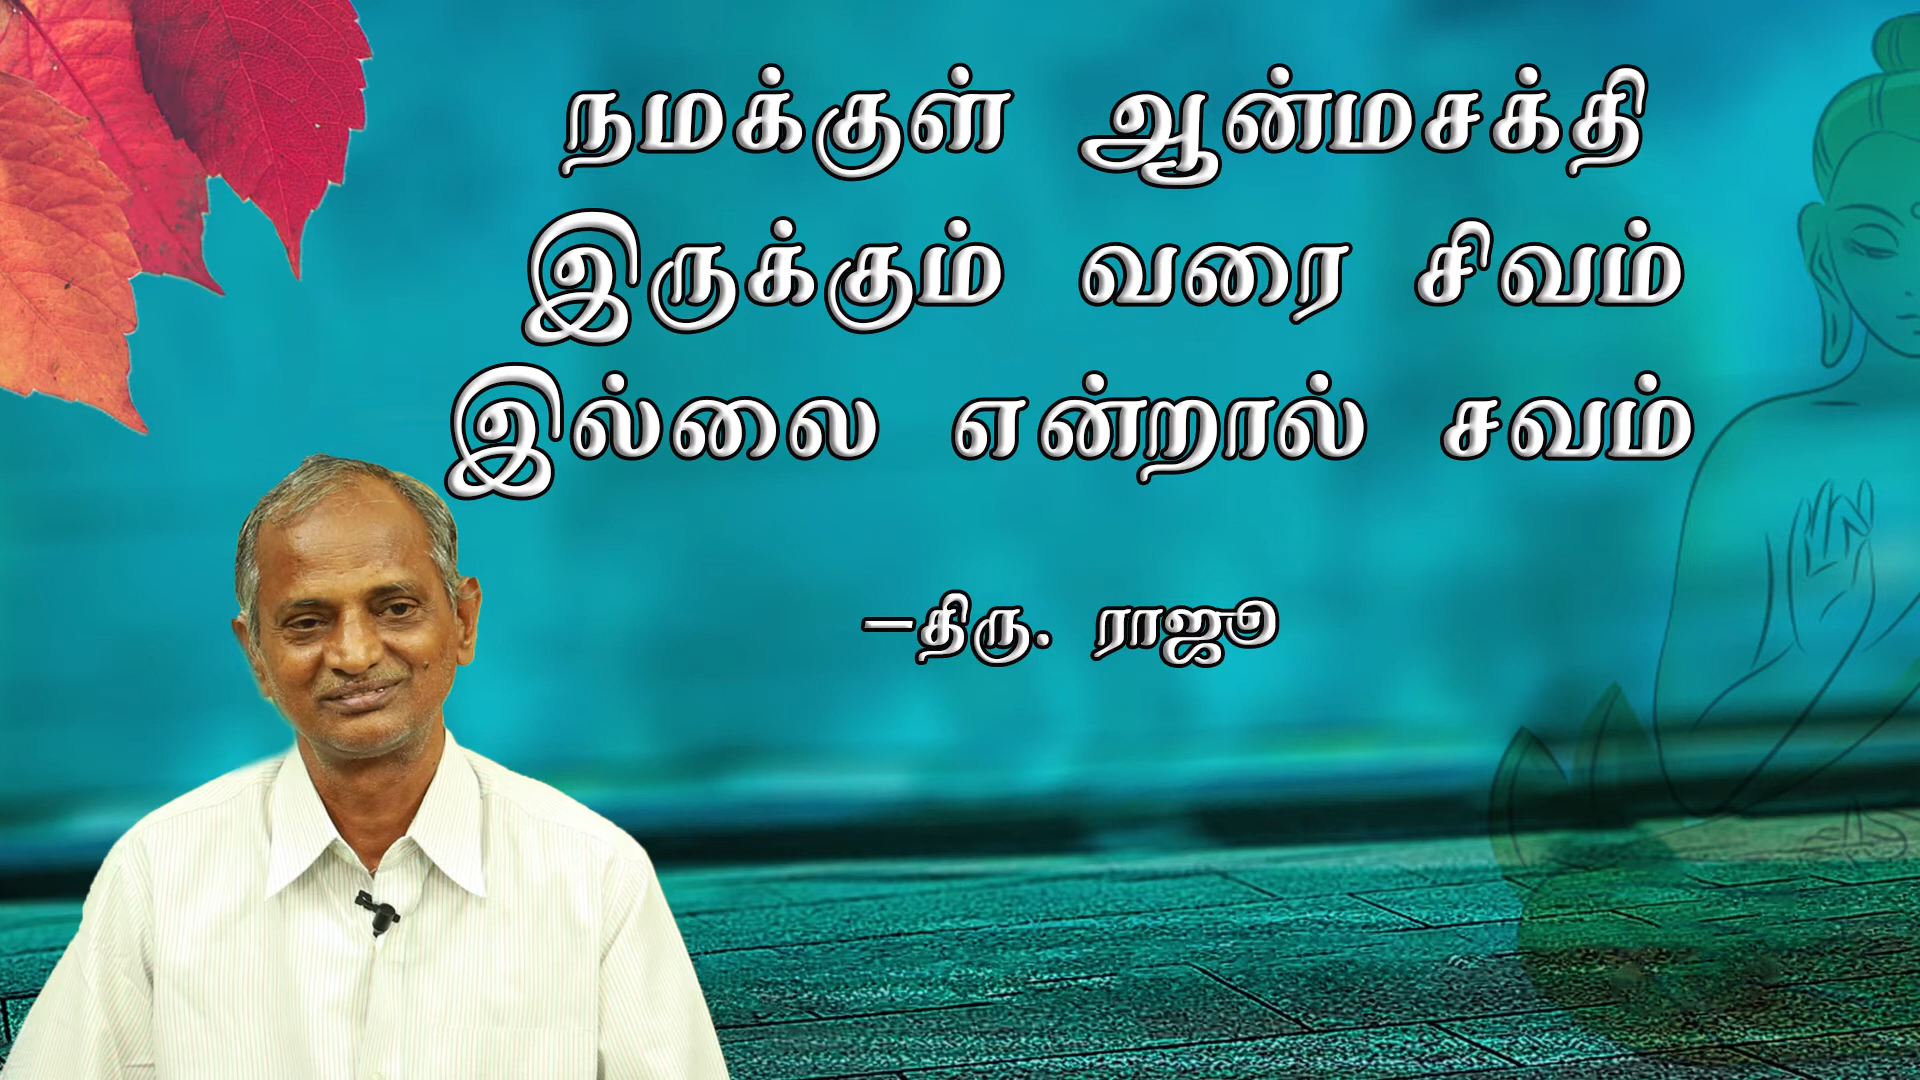 நமக்குள் ஆன்மசக்தி
இருக்கும் வரை சிவம்
இல்லை என்றால் சவம்
–திரு. ராஜூ